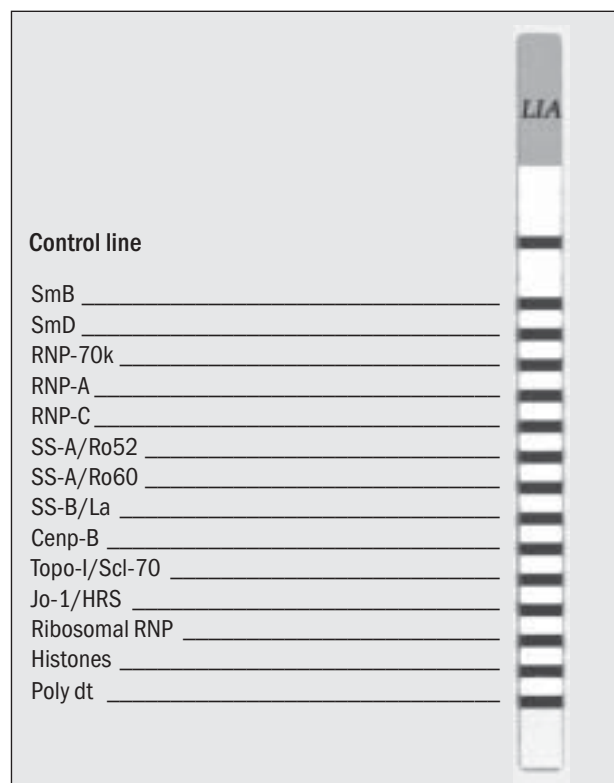 LIA
Control line
SmB
SmD
RNP-70k
RNP-A
RNP-C
SS-A/Ro52
SS-A/Ro60
SS-B/La
Cenp-B
Topo-I/Scl-70
Jo-1/HRS
Ribosomal RNP
Histones
Poly dt